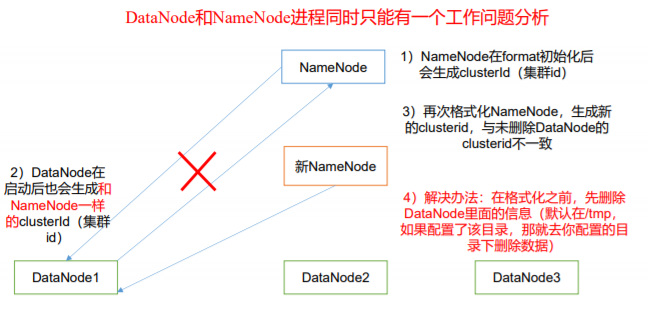 DataNode和NameNode进程同时只能有一个工作问题分析
NameNode
1）NameNode在format初始化后
会生成clusterId（集群id）
3）再次格式化NameNode，生成新
的clusterid，与未删除DataNode的
clusterid不一致
新NameNode
2）DataNode在
启动后也会生成和
NameNode一样
的clusterId（集群
id）
4）解决办法：在格式化之前，先删除
DataNode里面的信息（默认在/tmp，
如果配置了该目录，那就去你配置的目
录下删除数据）
DataNode1
DataNode2
DataNode3